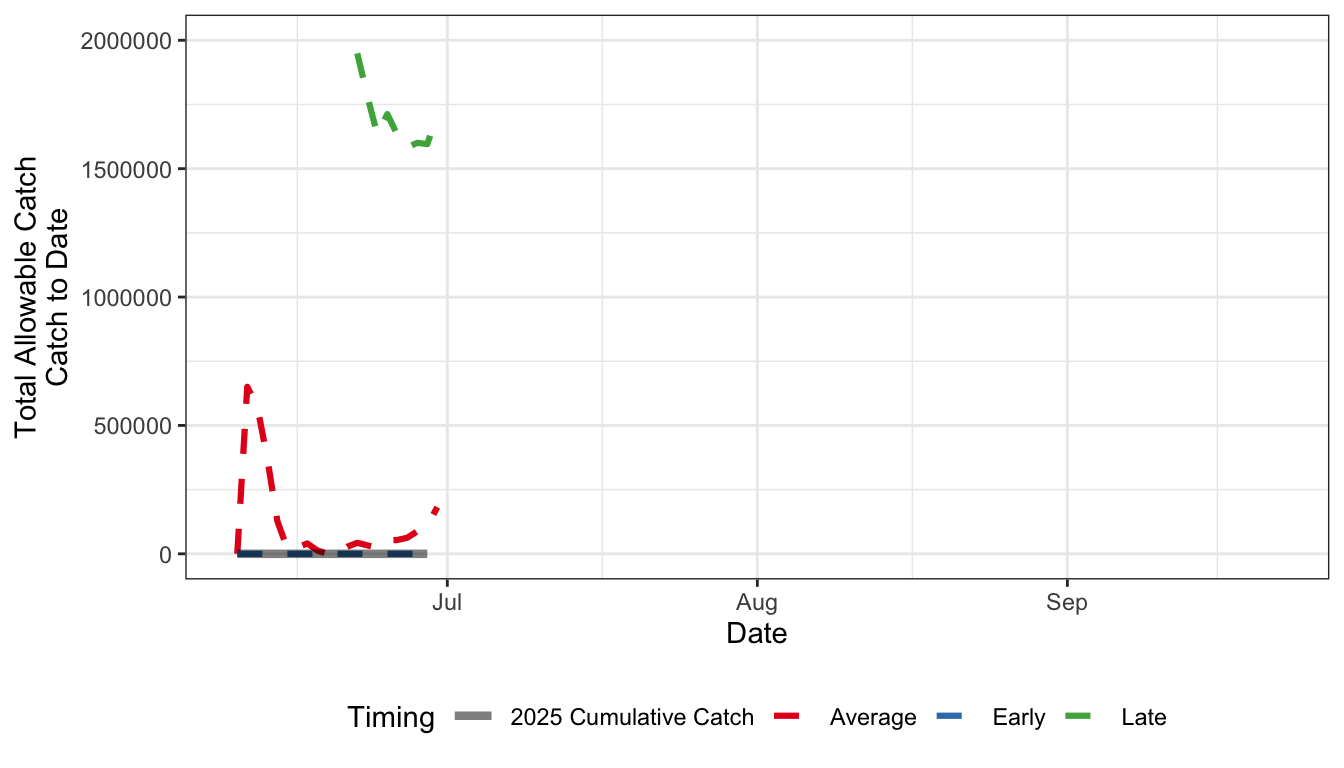 Total Allowable Catch
Catch to Date
2000000
1500000
1000000
500000
0
Jul Aug Sep
Date
Timing 2025 Cumulative Catch Average Early Late